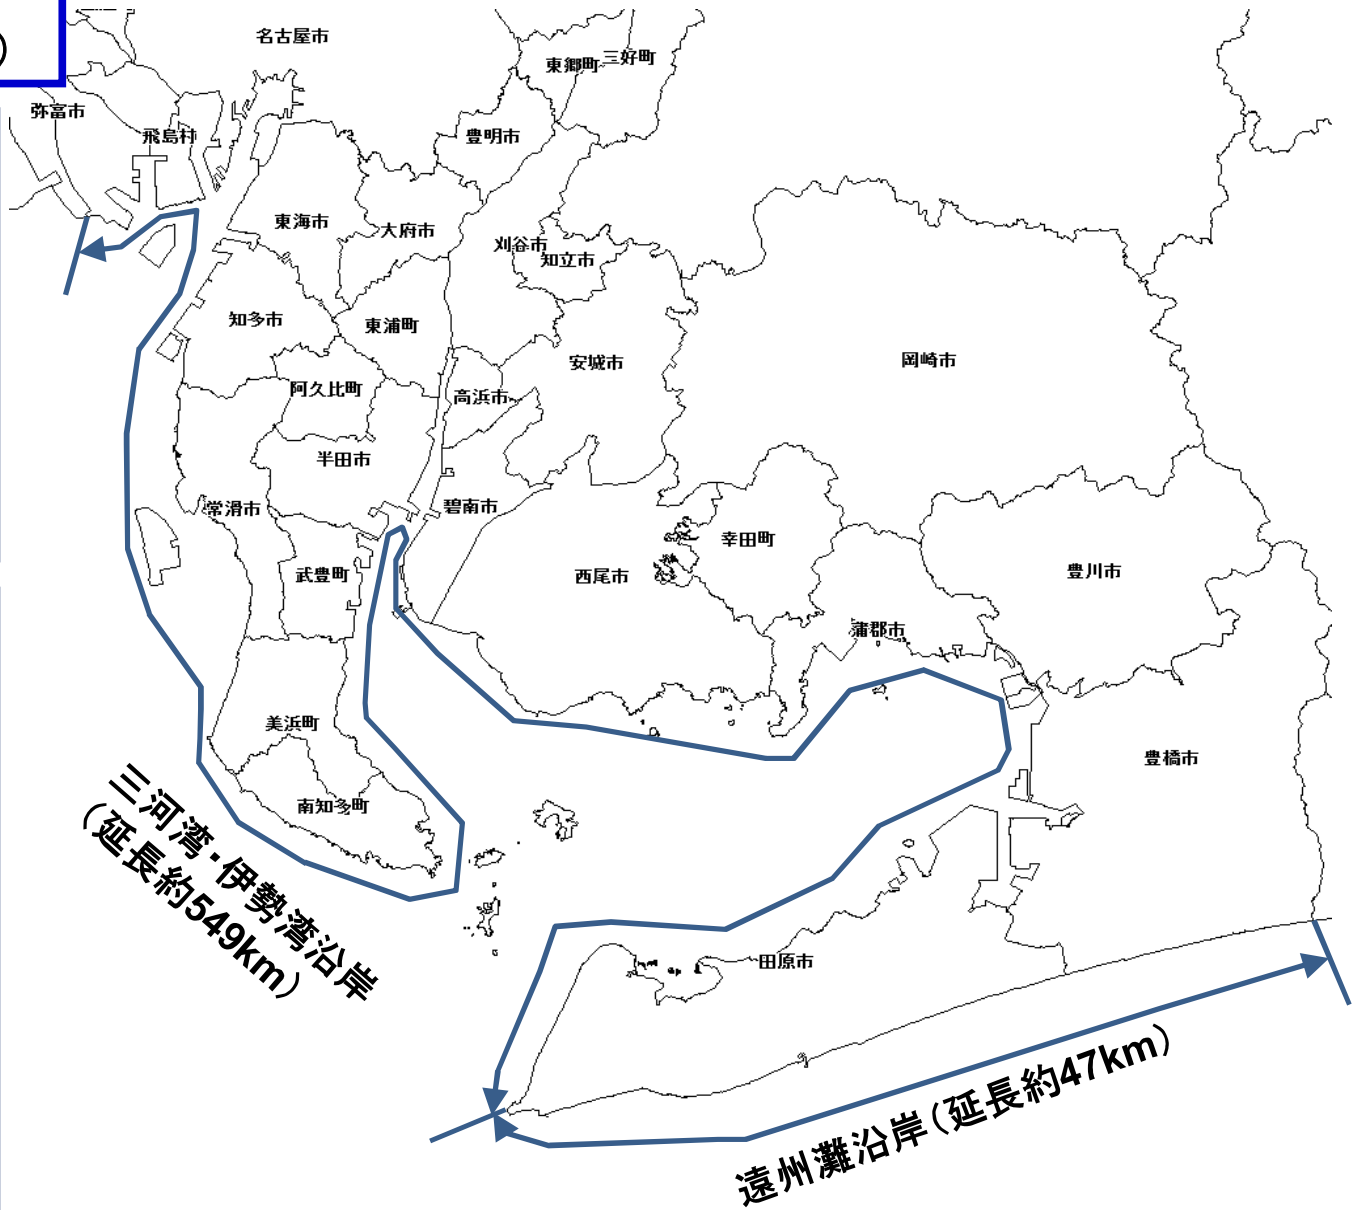 )
名古屋市
東郷町
三好町
弥富市
飛島村
豊明市
東海市
大府市
刈谷市
知立市
知多市
東浦町
安城市
岡崎市
阿久比町
高浜市
半田市
常滑市
碧南市
幸田町
武豊町
西尾市
豊川市
蒲郡市
美浜町
豊橋市
南知多町
三河湾・伊勢湾沿岸
（延長約549km）
田原市
遠州灘沿岸（延長約47km）